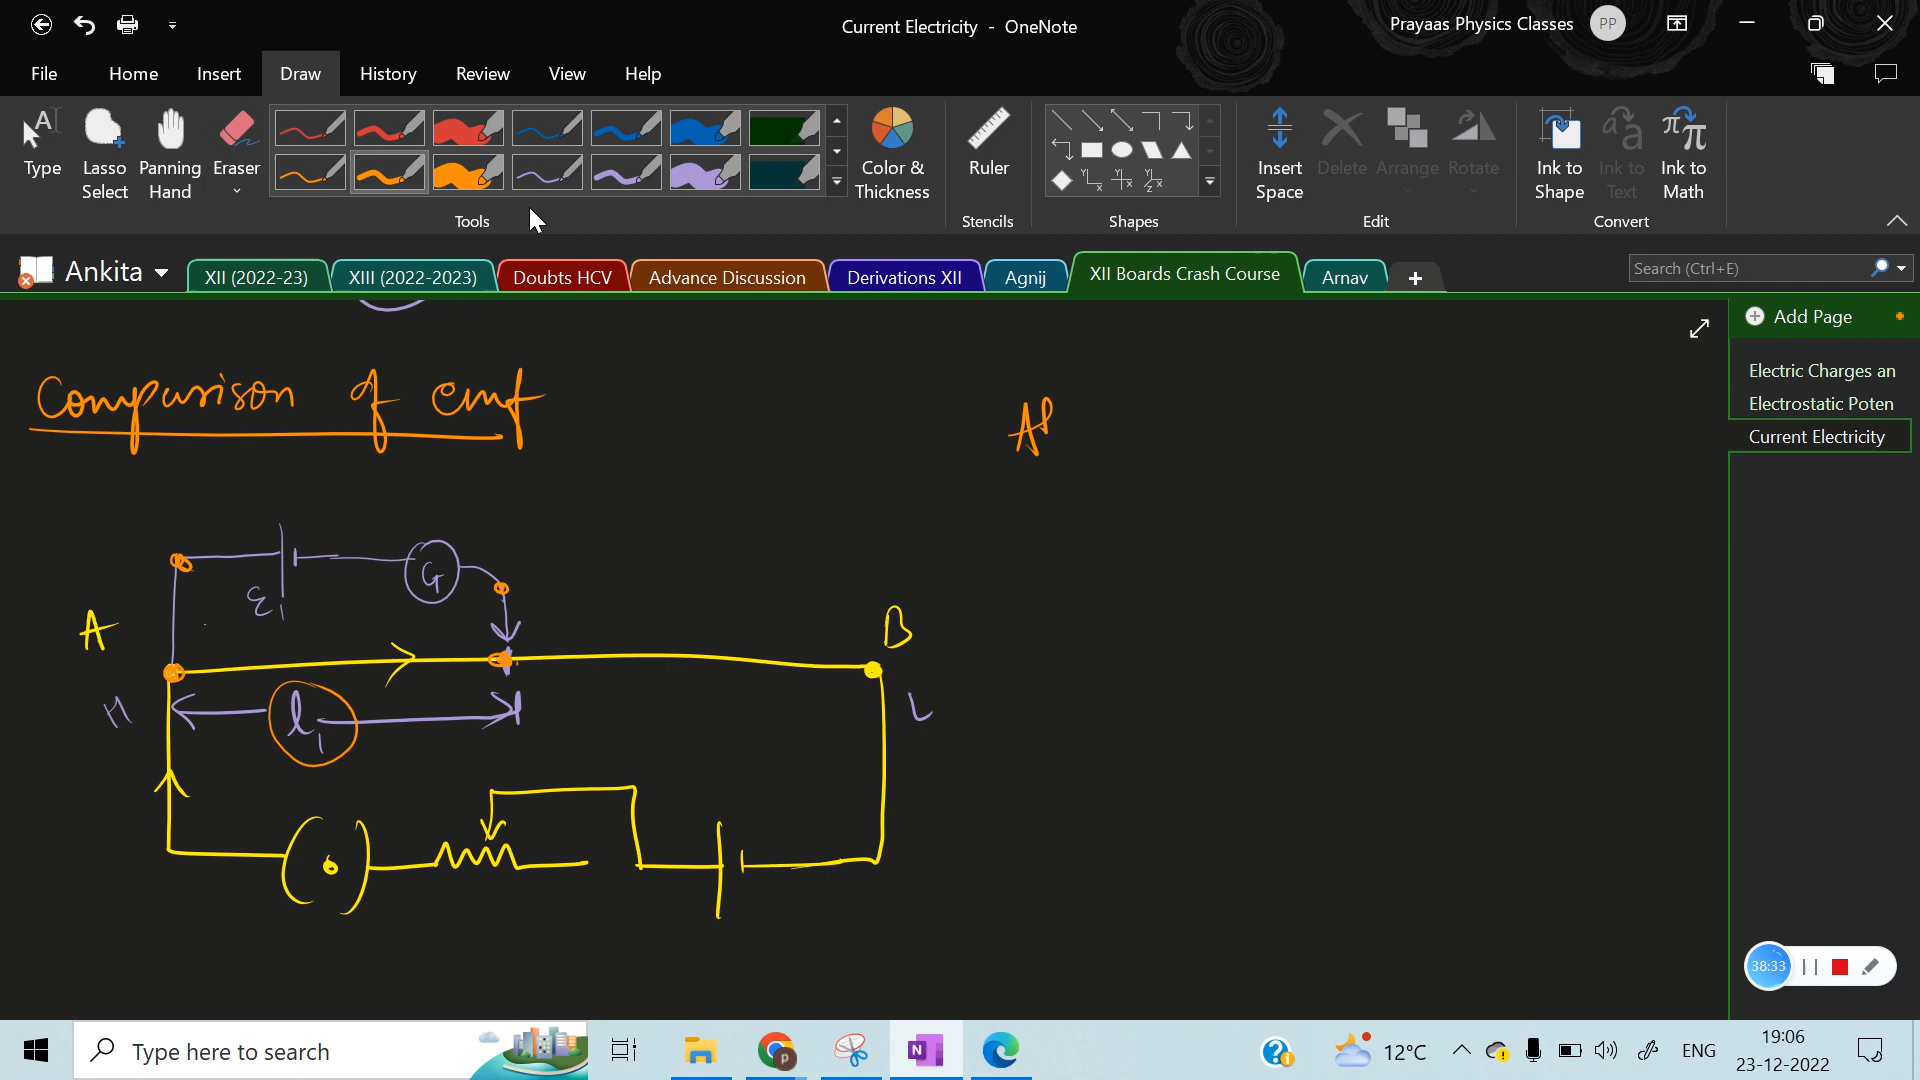 Current Electricity - OneNote
Prayaas Physics Classes PP
File Home Insert Draw History Review View Help
Type
Lasso Select
Panning Hand
Eraser
Color & Thickness
Ruler
Insert Space
Delete
Arrange
Rotate
Ink to Shape
Ink to Text
Ink to Math
Tools
Stencils
Shapes
Edit
Convert
Ankita
XII (2022-23)
XIII (2022-2023)
Doubts HCV
Advance Discussion
Derivations XII
Agnij
XII Boards Crash Course
Arnav
Search (Ctrl+E)
Add Page
Electric Charges an
Electrostatic Poten
Current Electricity
Comparison of emf
G
ε1
A
B
H
l1
L
38:33
Type here to search
12°C
ENG
19:06
23-12-2022